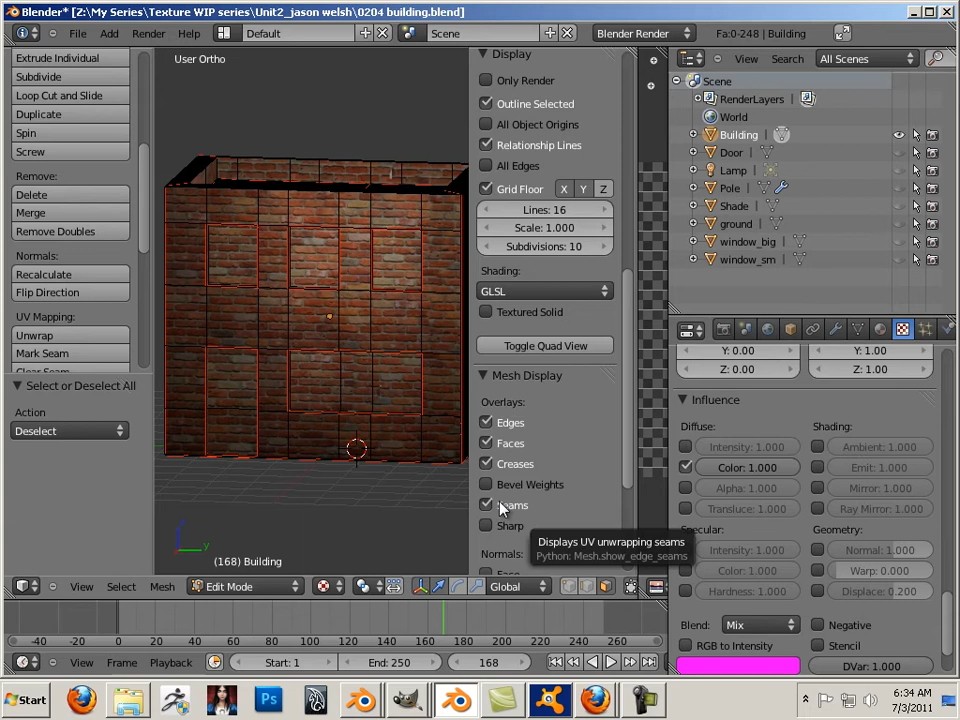 Blender* [Z:\My Series\Texture WIP series\Unit2_jason welsh\0204 building.blend]
File Add Render Help Default Scene Blender Render Fa:0-248 | Building
View Search All Scenes
Extrude Individual
Subdivide
Loop Cut and Slide
Duplicate
Spin
Screw
Remove:
Delete
Merge
Remove Doubles
Normals:
Recalculate
Flip Direction
UV Mapping:
Unwrap
Mark Seam
Clear Seam
Select or Deselect All
Action
Deselect
User Ortho
z
y
(168) Building
Display
Only Render
Outline Selected
All Object Origins
Relationship Lines
All Edges
Grid Floor X Y Z
Lines: 16
Scale: 1.000
Subdivisions: 10
Shading:
GLSL
Textured Solid
Toggle Quad View
Mesh Display
Overlays:
Edges
Faces
Creases
Bevel Weights
Seams
Sharp
Normals:
Displays UV unwrapping seams
Python: Mesh.show_edge_seams
Scene
RenderLayers
World
Building
Door
Lamp
Pole
Shade
ground
window_big
window_sm
Y: 0.00 Y: 1.00
Z: 0.00 Z: 1.00
Influence
Diffuse: Shading:
Intensity: 1.000 Ambient: 1.000
Color: 1.000 Emit: 1.000
Alpha: 1.000 Mirror: 1.000
Transluce: 1.000 Ray Mirror: 1.000
Specular: Geometry:
Intensity: 1.000 Normal: 1.000
Color: 1.000 Warp: 0.000
Hardness: 1.000 Displace: 0.200
Blend: Mix Negative
RGB to Intensity Stencil
DVar: 1.000
View Select Mesh Edit Mode Global
-40 -20 0 20 40 60 80 100 120 140 160 180 200 220 240 260
View Frame Playback Start: 1 End: 250 168
Start Ps 6:34 AM
7/3/2011